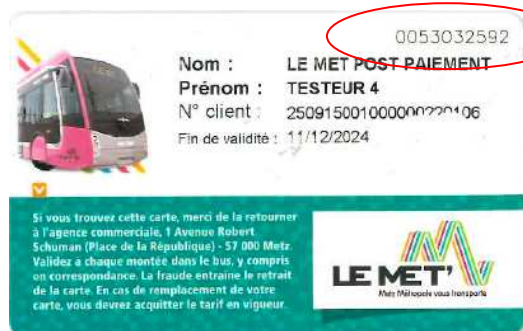 0053032592
Nom : LE MET POST PAIEMENT
Prénom : TESTEUR 4
N° client :
Fin de validité : 11/12/2024
Si vous trouvez cette carte, merci de la retourner
à l'agence commerciale, 1 Avenue Robert
Schuman (Place de la République) - 57 000 Metz.
Validez à chaque montée dans le bus, y compris
en correspondance. La fraude entraîne le retrait
de la carte. En cas de remplacement de votre
carte, vous devrez acquitter le tarif en vigueur.
LE MET'
Metz Métropole vous transporte